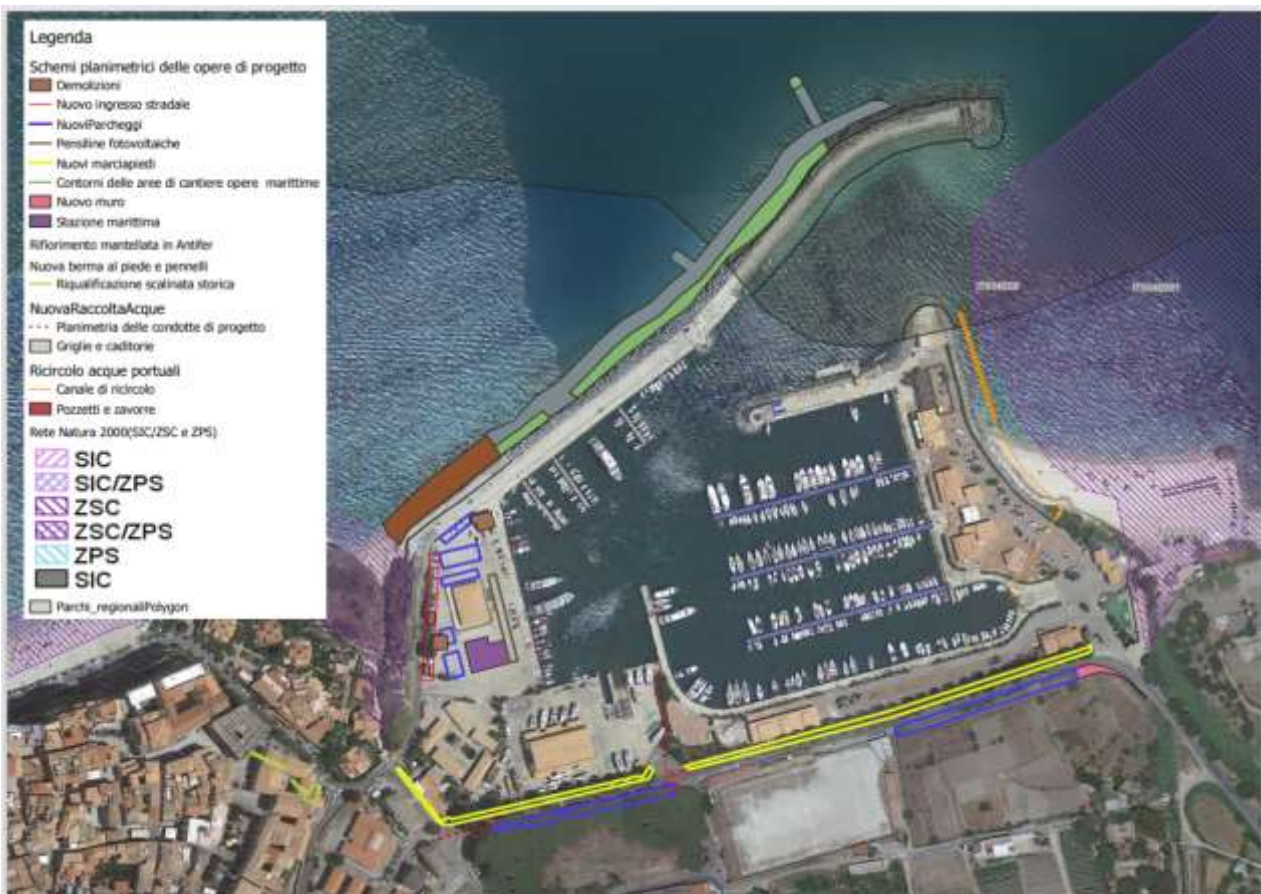 Legenda
Schemi planimetrici delle opere di progetto
Demolizioni
Nuovo ingresso stradale
NuoviParcheggi
Pensiline fotovoltaiche
Nuovi marciapiedi
Contorni delle aree di cantiere opere marittime
Nuovo muro
Stazione marittima
Rifiorimento mantellata in Antifer
Nuova berma al piede e pennelli
Riqualificazione scalinata storica
NuovaRaccoltaAcque
Planimetria delle condotte di progetto
Griglie e caditorie
Ricircolo acque portuali
Canale di ricircolo
Pozzetti e zavorre
Rete Natura 2000(SIC/ZSC e ZPS)
SIC
SIC/ZPS
ZSC
ZSC/ZPS
ZPS
SIC
Parchi_regionaliPolygon